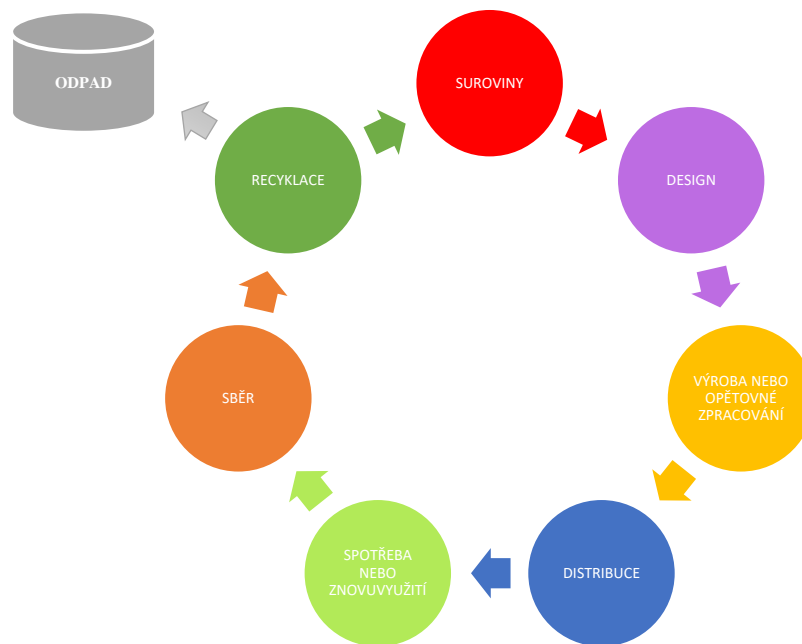 ODPAD
SUROVINY
RECYKLACE
DESIGN
SBĚR
VÝROBA NEBO
OPĚTOVNÉ
ZPRACOVÁNÍ
SPOTŘEBA
NEBO
ZNOVUVYUŽITÍ
DISTRIBUCE